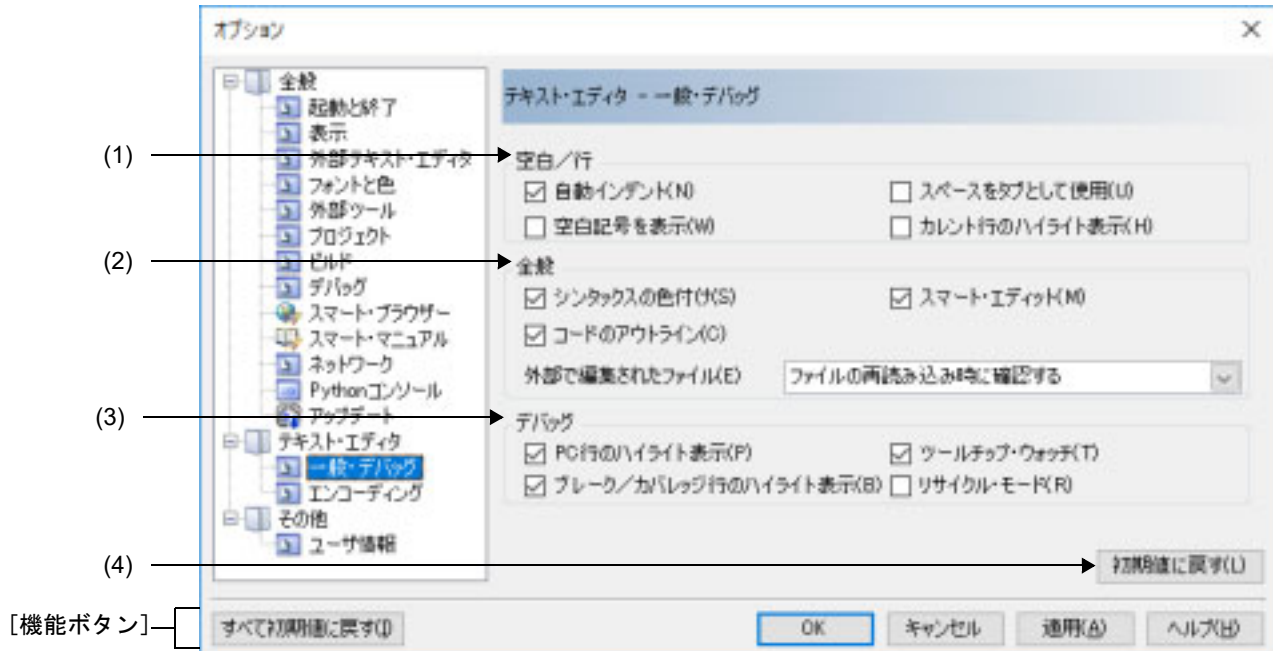 オプション
全般
起動と終了
表示
外部テキスト・エディタ
フォントと色
外部ツール
プロジェクト
ビルド
デバッグ
スマート・ブラウザー
スマート・マニュアル
ネットワーク
Pythonコンソール
アップデート
テキスト・エディタ
一般・デバッグ
エンコーディング
その他
ユーザ情報
テキスト・エディタ - 一般・デバッグ
(1)
空白／行
自動インデント(N)
スペースをタブとして使用(U)
空白記号を表示(W)
カレント行のハイライト表示(H)
(2)
全般
シンタックスの色付け(S)
スマート・エディット(M)
コードのアウトライン(C)
外部で編集されたファイル(E)
ファイルの再読み込み時に確認する
(3)
デバッグ
PC行のハイライト表示(P)
ツールチップ・ウォッチ(T)
ブレーク／カバレッジ行のハイライト表示(B)
リサイクル・モード(R)
(4)
初期値に戻す(L)
[機能ボタン]
すべて初期値に戻す(I)
OK
キャンセル
適用(A)
ヘルプ(H)